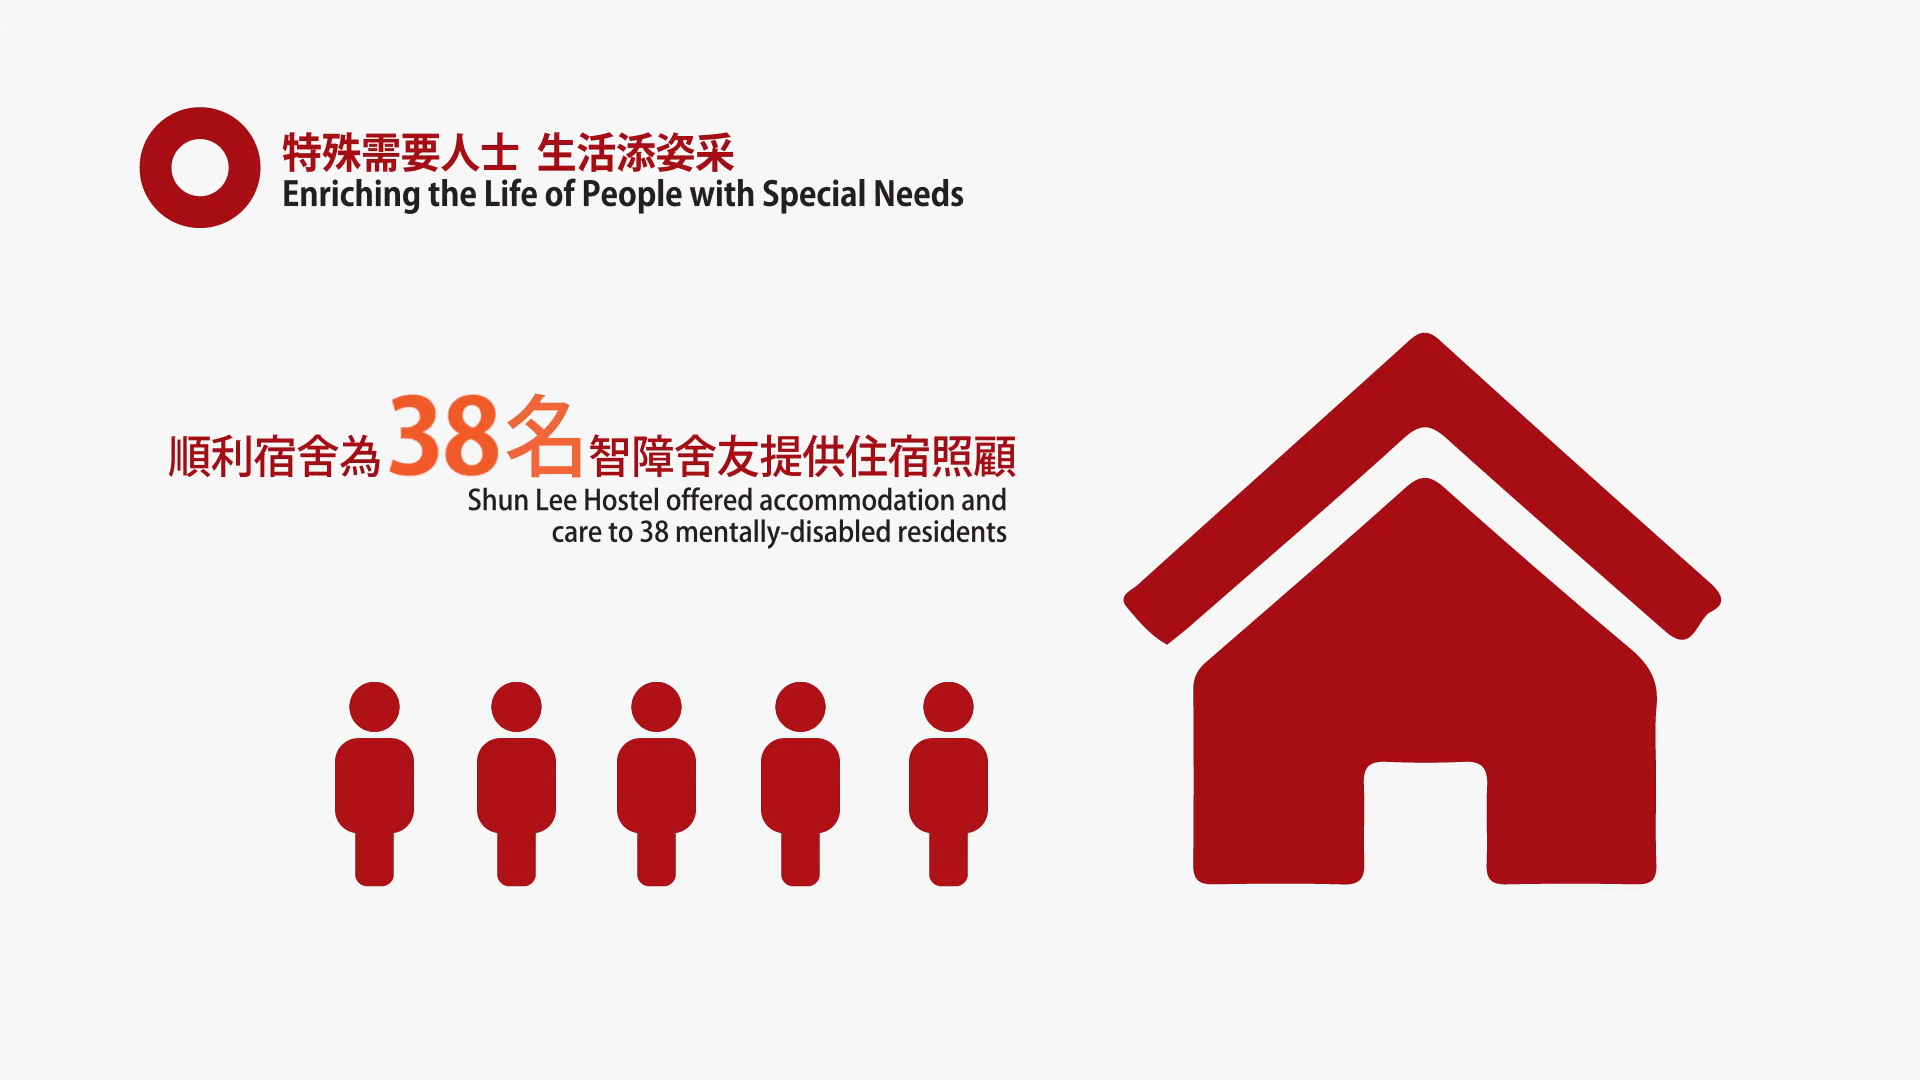 特殊需要人士 生活添姿采
Enriching the Life of People with Special Needs
順利宿舍為38名智障舍友提供住宿照顧
Shun Lee Hostel offered accommodation and
care to 38 mentally-disabled residents